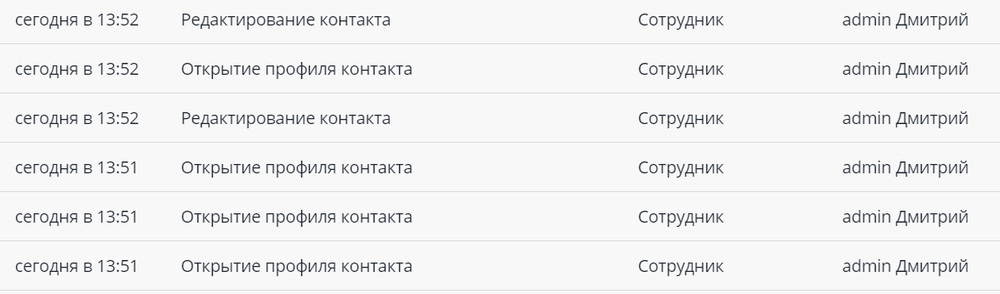 сегодня в 13:52 Редактирование контакта Сотрудник admin Дмитрий
сегодня в 13:52 Открытие профиля контакта Сотрудник admin Дмитрий
сегодня в 13:52 Редактирование контакта Сотрудник admin Дмитрий
сегодня в 13:51 Открытие профиля контакта Сотрудник admin Дмитрий
сегодня в 13:51 Открытие профиля контакта Сотрудник admin Дмитрий
сегодня в 13:51 Открытие профиля контакта Сотрудник admin Дмитрий